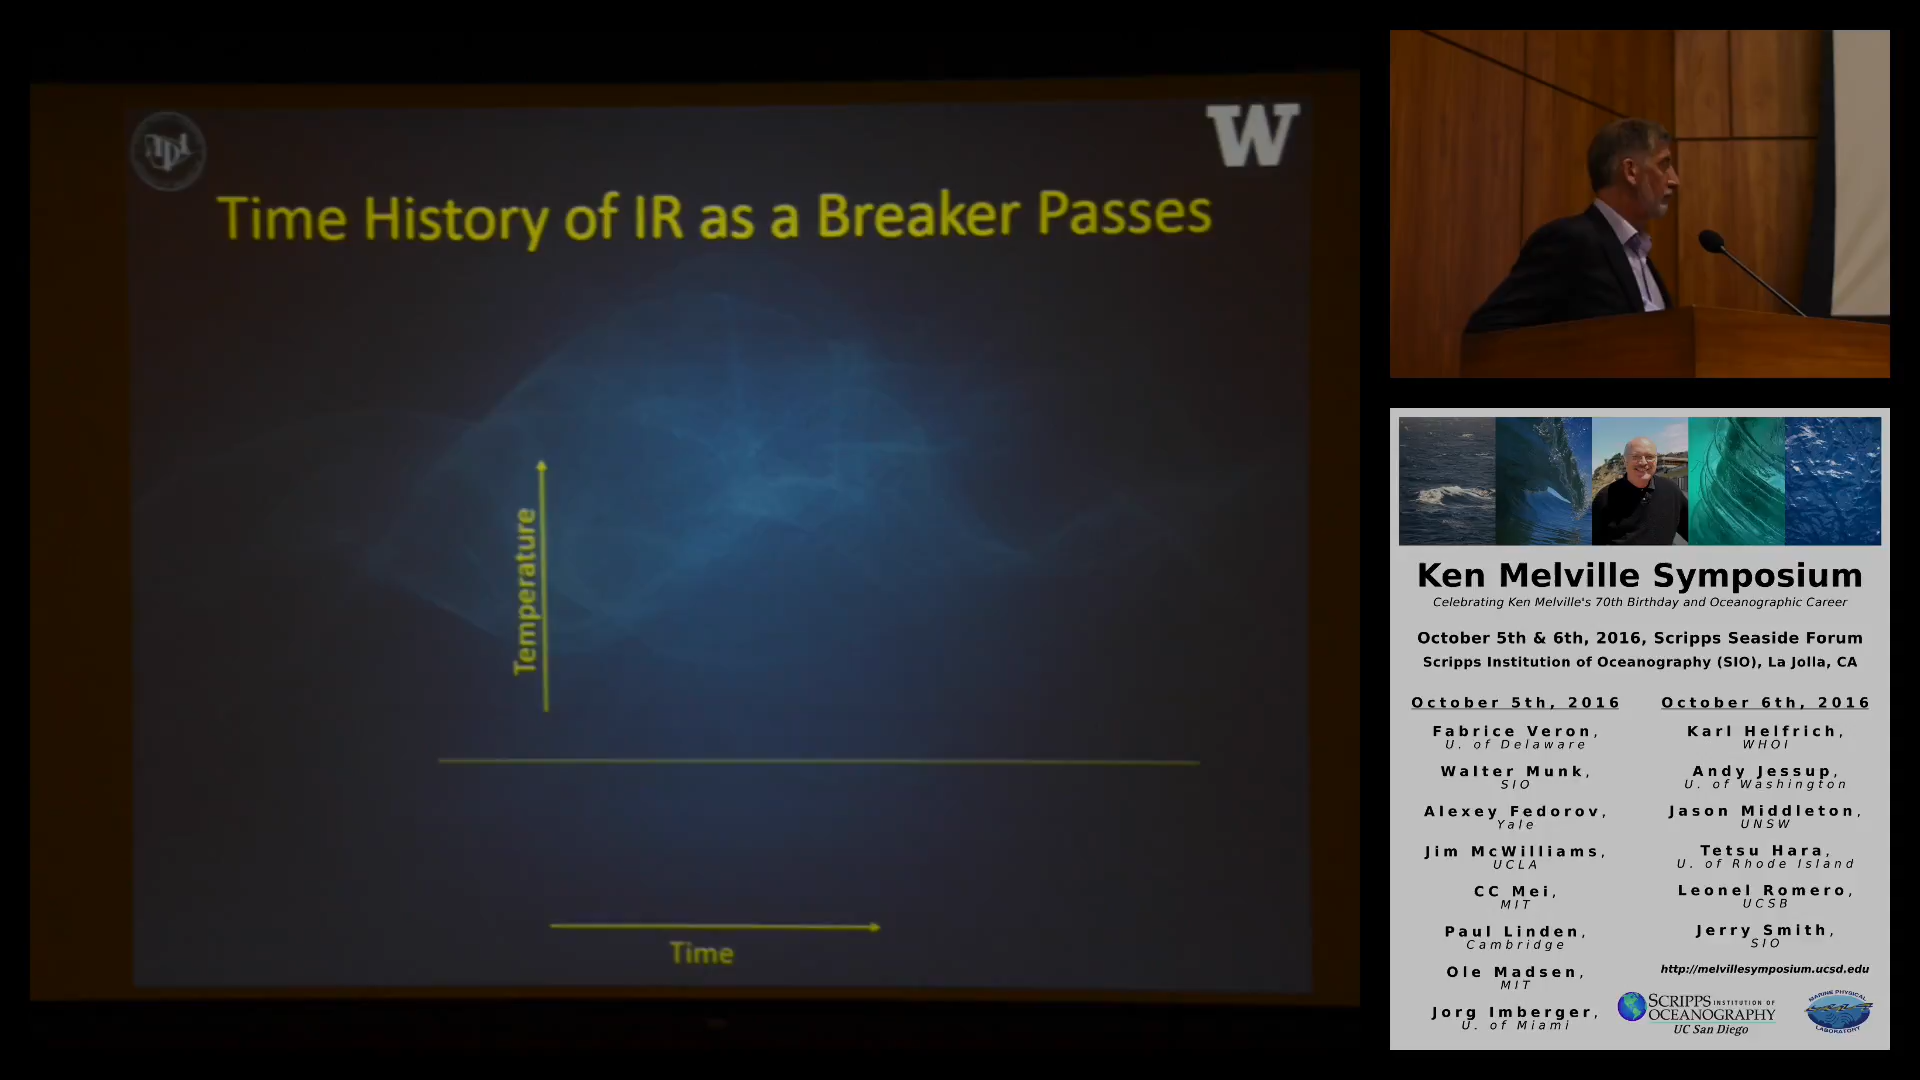 W
Time History of IR as a Breaker Passes
Temperature
Time
Ken Melville Symposium
Celebrating Ken Melville's 70th Birthday and Oceanographic Career
October 5th & 6th, 2016, Scripps Seaside Forum
Scripps Institution of Oceanography (SIO), La Jolla, CA
October 5th, 2016
Fabrice Veron,
U. of Delaware
Walter Munk,
SIO
Alexey Fedorov,
Yale
Jim McWilliams,
UCLA
CC Mei,
MIT
Paul Linden,
Cambridge
Ole Madsen,
MIT
Jorg Imberger,
U. of Miami
October 6th, 2016
Karl Helfrich,
WHOI
Andy Jessup,
U. of Washington
Jason Middleton,
UNSW
Tetsu Hara,
U. of Rhode Island
Leonel Romero,
UCSB
Jerry Smith,
SIO
http://melvillesymposium.ucsd.edu
SCRIPPS INSTITUTION OF
OCEANOGRAPHY
UC San Diego
MARINE PHYSICAL
LABORATORY